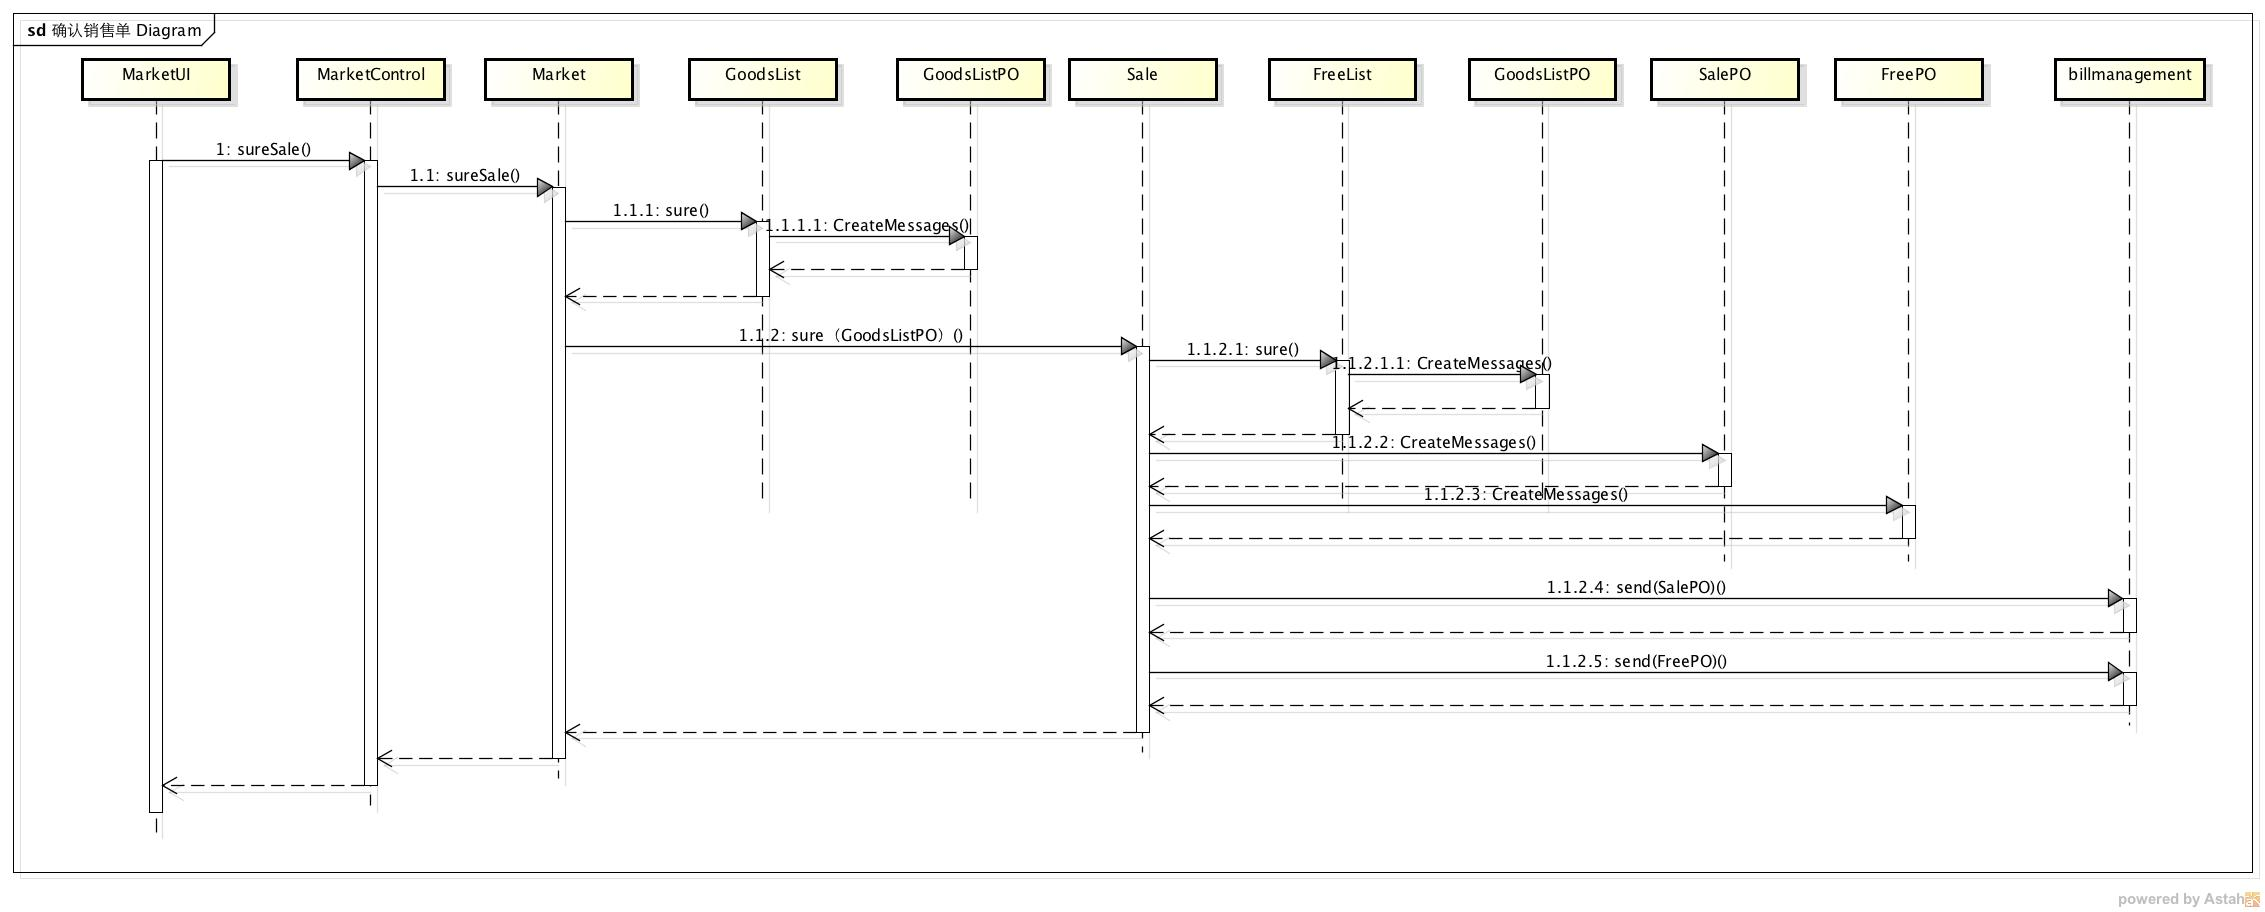 sd 确认销售单 Diagram
MarketUI
MarketControl
Market
GoodsList
GoodsListPO
Sale
FreeList
GoodsListPO
SalePO
FreePO
billmanagement
1: sureSale()
1.1: sureSale()
1.1.1: sure()
1.1.1.1: CreateMessages()
1.1.2: sure（GoodsListPO）()
1.1.2.1: sure()
1.1.2.1.1: CreateMessages()
1.1.2.2: CreateMessages()
1.1.2.3: CreateMessages()
1.1.2.4: send(SalePO)()
1.1.2.5: send(FreePO)()
powered by Astah